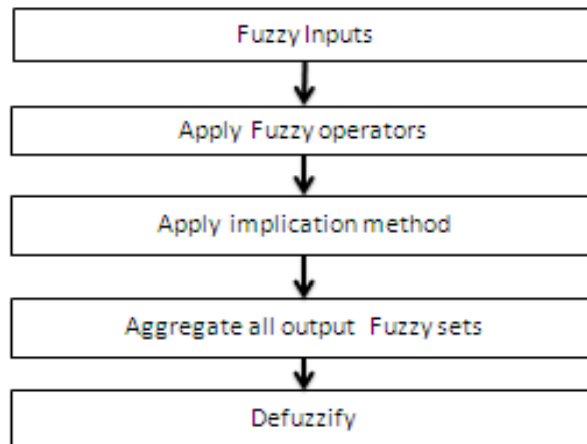 Fuzzy Inputs
Apply Fuzzy operators
Apply implication method
Aggregate all output Fuzzy sets
Defuzzify